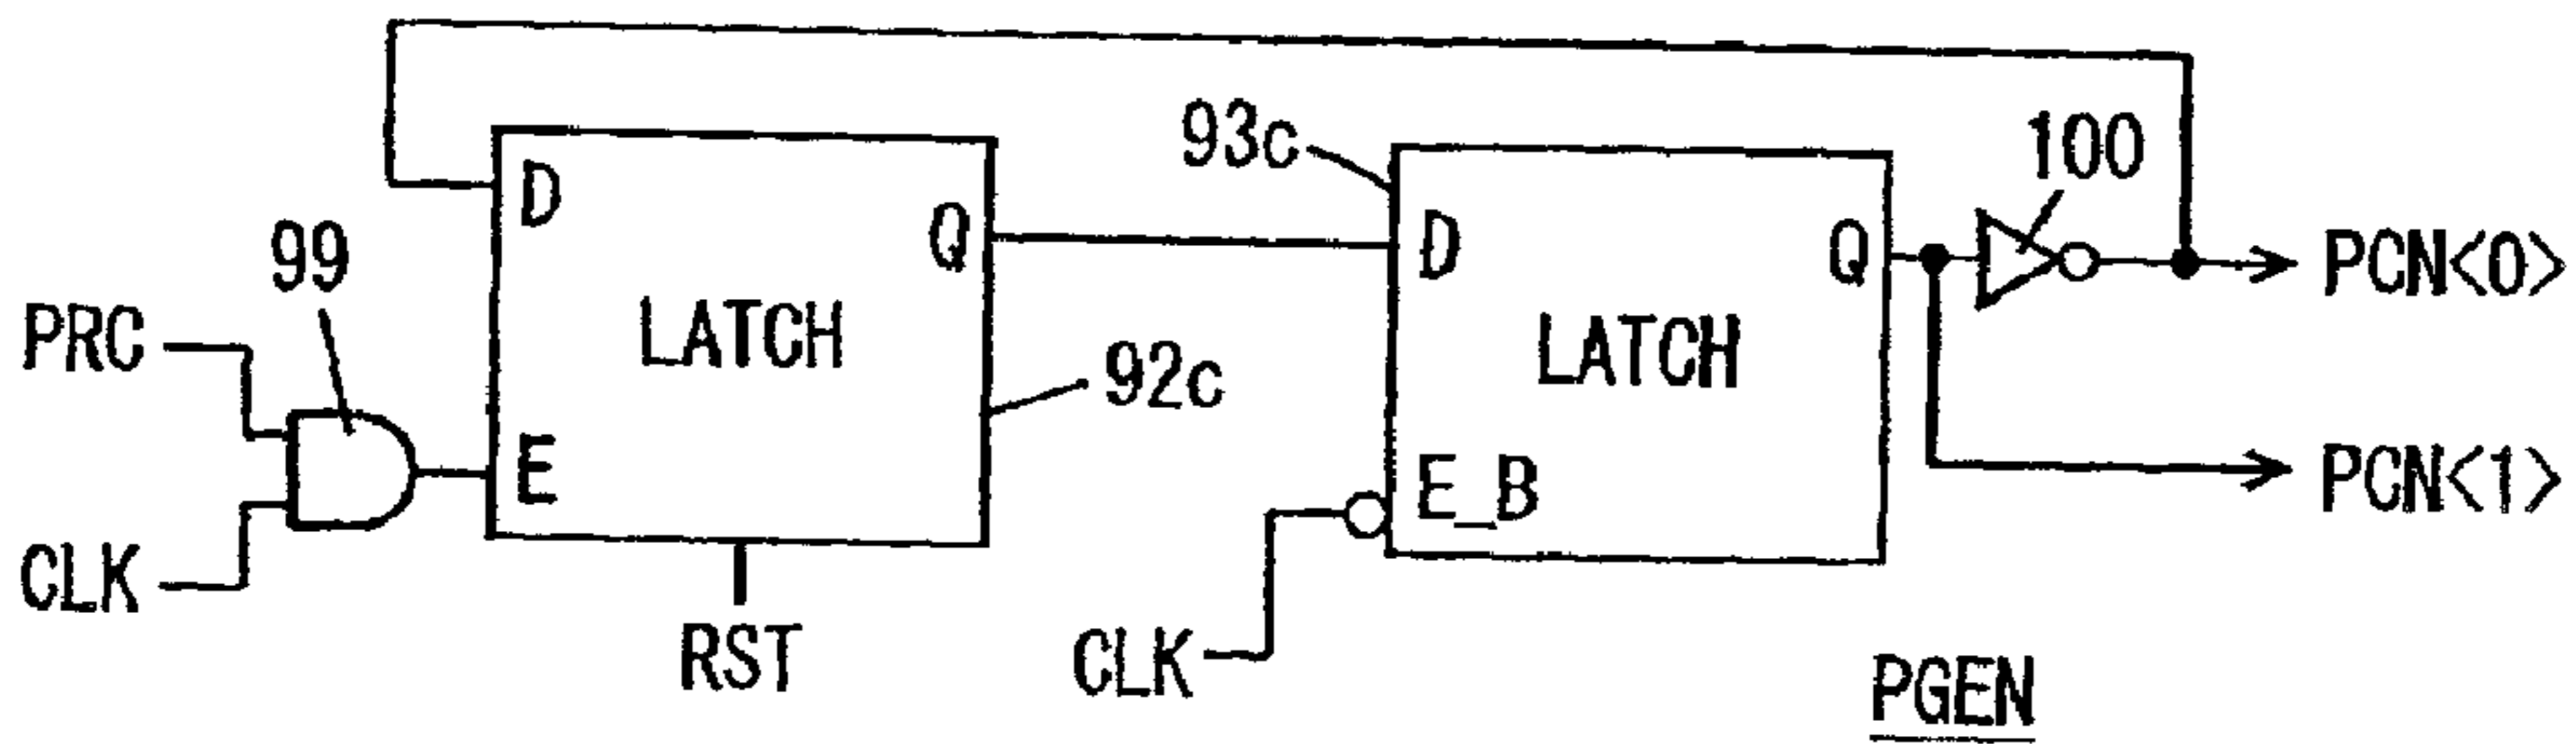 93c
100
D
Q
D
Q
PCN<0>
99
PRC
LATCH
LATCH
92c
E
E_B
PCN<1>
CLK
RST
CLK
PGEN